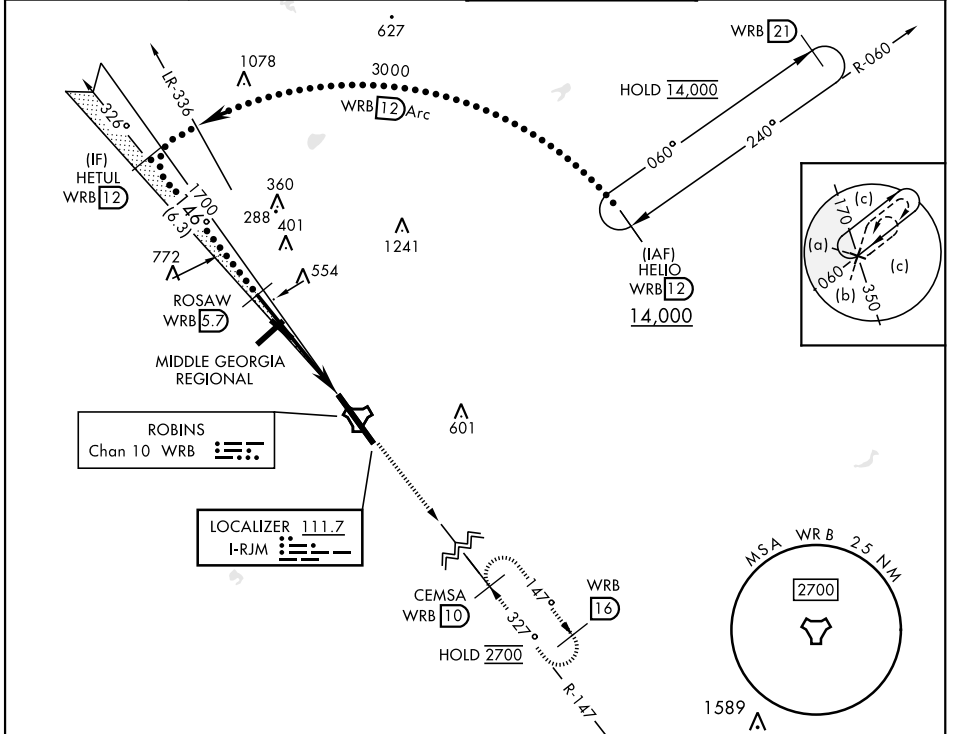 627
WRB 21
R-060
1078
3000
HOLD 14,000
LR-336
WRB 12 Arc
326°
060°
240°
(IF)
HETUL
WRB 12
1700
146°
(6.3)
360
288
401
1241
(IAF)
HELIO
WRB 12
14,000
170
(c)
(a)
060
(b)
350
(c)
772
554
ROSAW
WRB 5.7
MIDDLE GEORGIA
REGIONAL
601
ROBINS
Chan 10 WRB
LOCALIZER 111.7
I-RJM
CEMSA
WRB 10
147°
327°
WRB
16
HOLD 2700
R-147
MSA WRB 25 NM
2700
1589